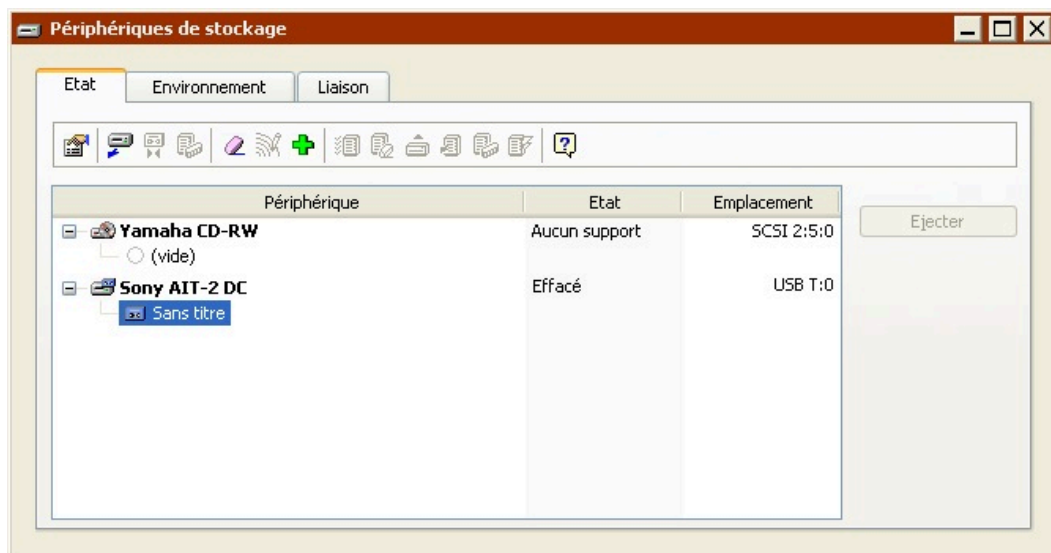 Périphériques de stockage
Etat Environnement Liaison
Périphérique Etat Emplacement
Ejecter
Yamaha CD-RW Aucun support SCSI 2:5:0
(vide)
Sony AIT-2 DC Effacé USB T:0
Sans titre